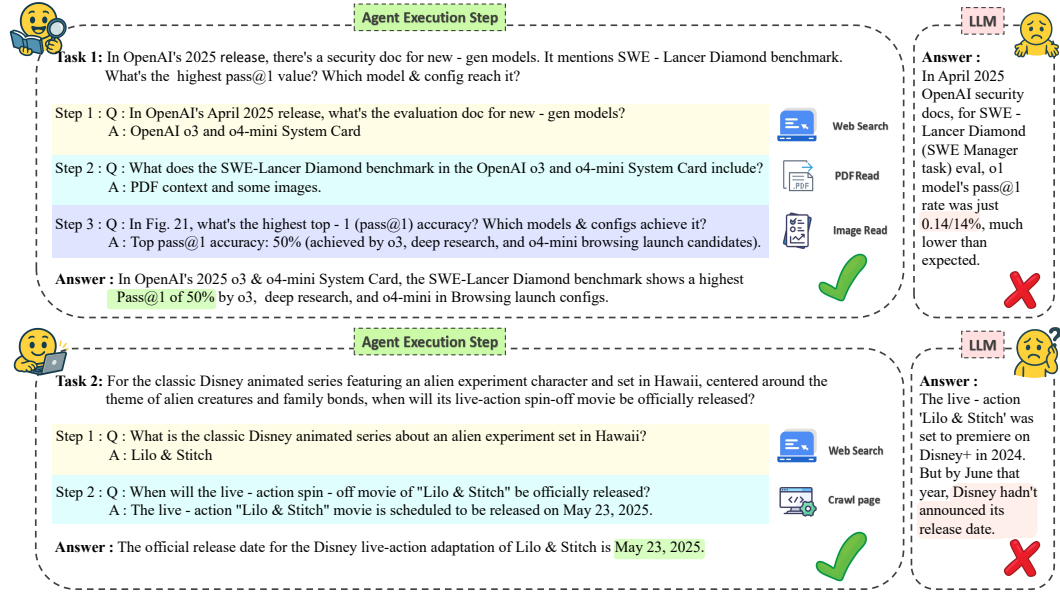 Agent Execution Step
Task 1: In OpenAI's 2025 release, there's a security doc for new - gen models. It mentions SWE - Lancer Diamond benchmark.
What's the highest pass@1 value? Which model & config reach it?
Step 1 : Q : In OpenAI's April 2025 release, what's the evaluation doc for new - gen models?
A : OpenAI o3 and o4-mini System Card
Web Search
Step 2 : Q : What does the SWE-Lancer Diamond benchmark in the OpenAI o3 and o4-mini System Card include?
A : PDF context and some images.
.PDF
PDF Read
Step 3 : Q : In Fig. 21, what's the highest top - 1 (pass@1) accuracy? Which models & configs achieve it?
A : Top pass@1 accuracy: 50% (achieved by o3, deep research, and o4-mini browsing launch candidates).
Image Read
Answer : In OpenAI's 2025 o3 & o4-mini System Card, the SWE-Lancer Diamond benchmark shows a highest
Pass@1 of 50% by o3, deep research, and o4-mini in Browsing launch configs.
LLM
Answer :
In April 2025
OpenAI security
docs, for SWE -
Lancer Diamond
(SWE Manager
task) eval, o1
model's pass@1
rate was just
0.14/14%, much
lower than
expected.
Agent Execution Step
Task 2: For the classic Disney animated series featuring an alien experiment character and set in Hawaii, centered around the
theme of alien creatures and family bonds, when will its live-action spin-off movie be officially released?
Step 1 : Q : What is the classic Disney animated series about an alien experiment set in Hawaii?
A : Lilo & Stitch
Web Search
Step 2 : Q : When will the live - action spin - off movie of "Lilo & Stitch" be officially released?
A : The live - action "Lilo & Stitch" movie is scheduled to be released on May 23, 2025.
</>
Crawl page
Answer : The official release date for the Disney live-action adaptation of Lilo & Stitch is May 23, 2025.
LLM
?
Answer :
The live - action
'Lilo & Stitch' was
set to premiere on
Disney+ in 2024.
But by June that
year, Disney hadn't
announced its
release date.